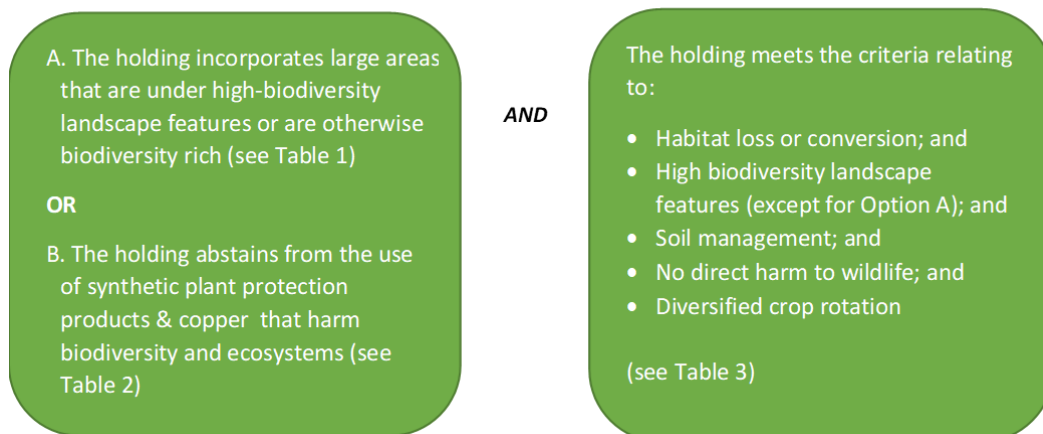 A. The holding incorporates large areas
that are under high-biodiversity
landscape features or are otherwise
biodiversity rich (see Table 1)
OR
B. The holding abstains from the use
of synthetic plant protection
products & copper that harm
biodiversity and ecosystems (see
Table 2)
AND
The holding meets the criteria relating
to:
• Habitat loss or conversion; and
• High biodiversity landscape
features (except for Option A); and
• Soil management; and
• No direct harm to wildlife; and
• Diversified crop rotation
(see Table 3)